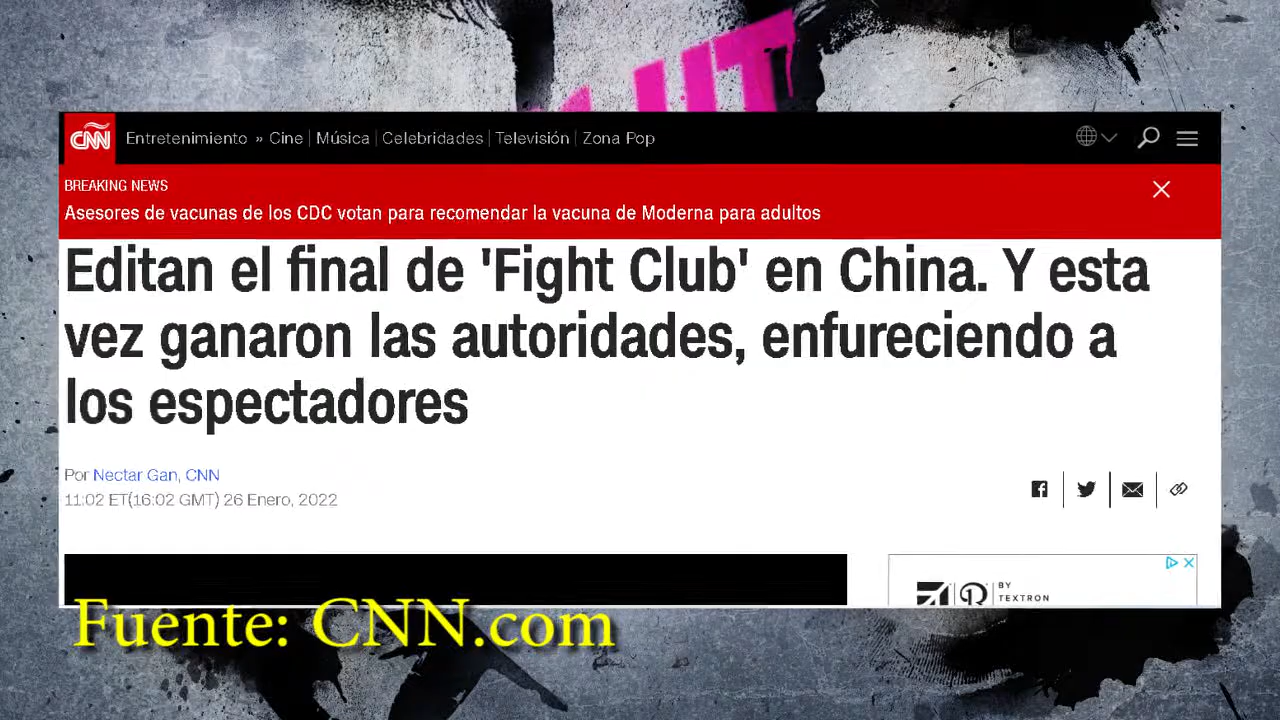 CNN
Entretenimiento » Cine | Música | Celebridades | Televisión | Zona Pop
BREAKING NEWS
Asesores de vacunas de los CDC votan para recomendar la vacuna de Moderna para adultos
Editan el final de 'Fight Club' en China. Y esta
vez ganaron las autoridades, enfureciendo a
los espectadores
Por Nectar Gan, CNN
11:02 ET(16:02 GMT) 26 Enero, 2022
BY
TEXTRON
Fuente: CNN.com